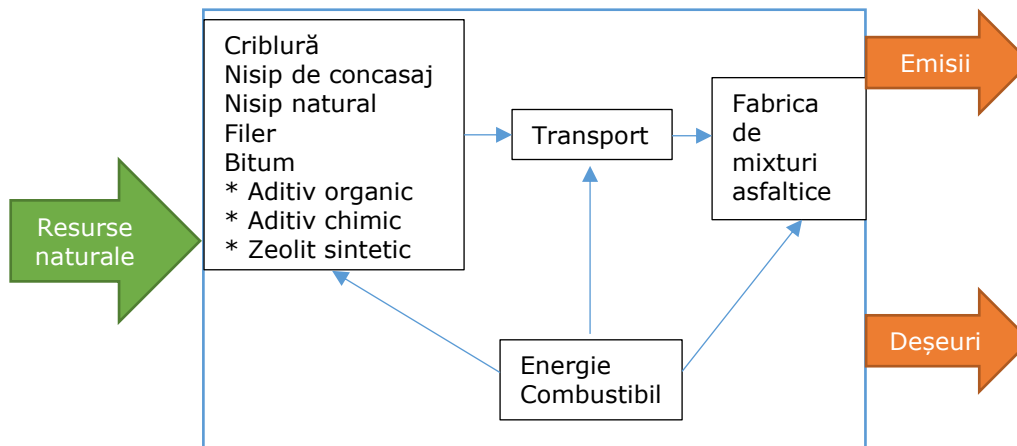 Resurse
naturale
Criblură
Nisip de concasaj
Nisip natural
Filer
Bitum
* Aditiv organic
* Aditiv chimic
* Zeolit sintetic
Transport
Fabrica
de
mixturi
asfaltice
Energie
Combustibil
Emisii
Deșeuri